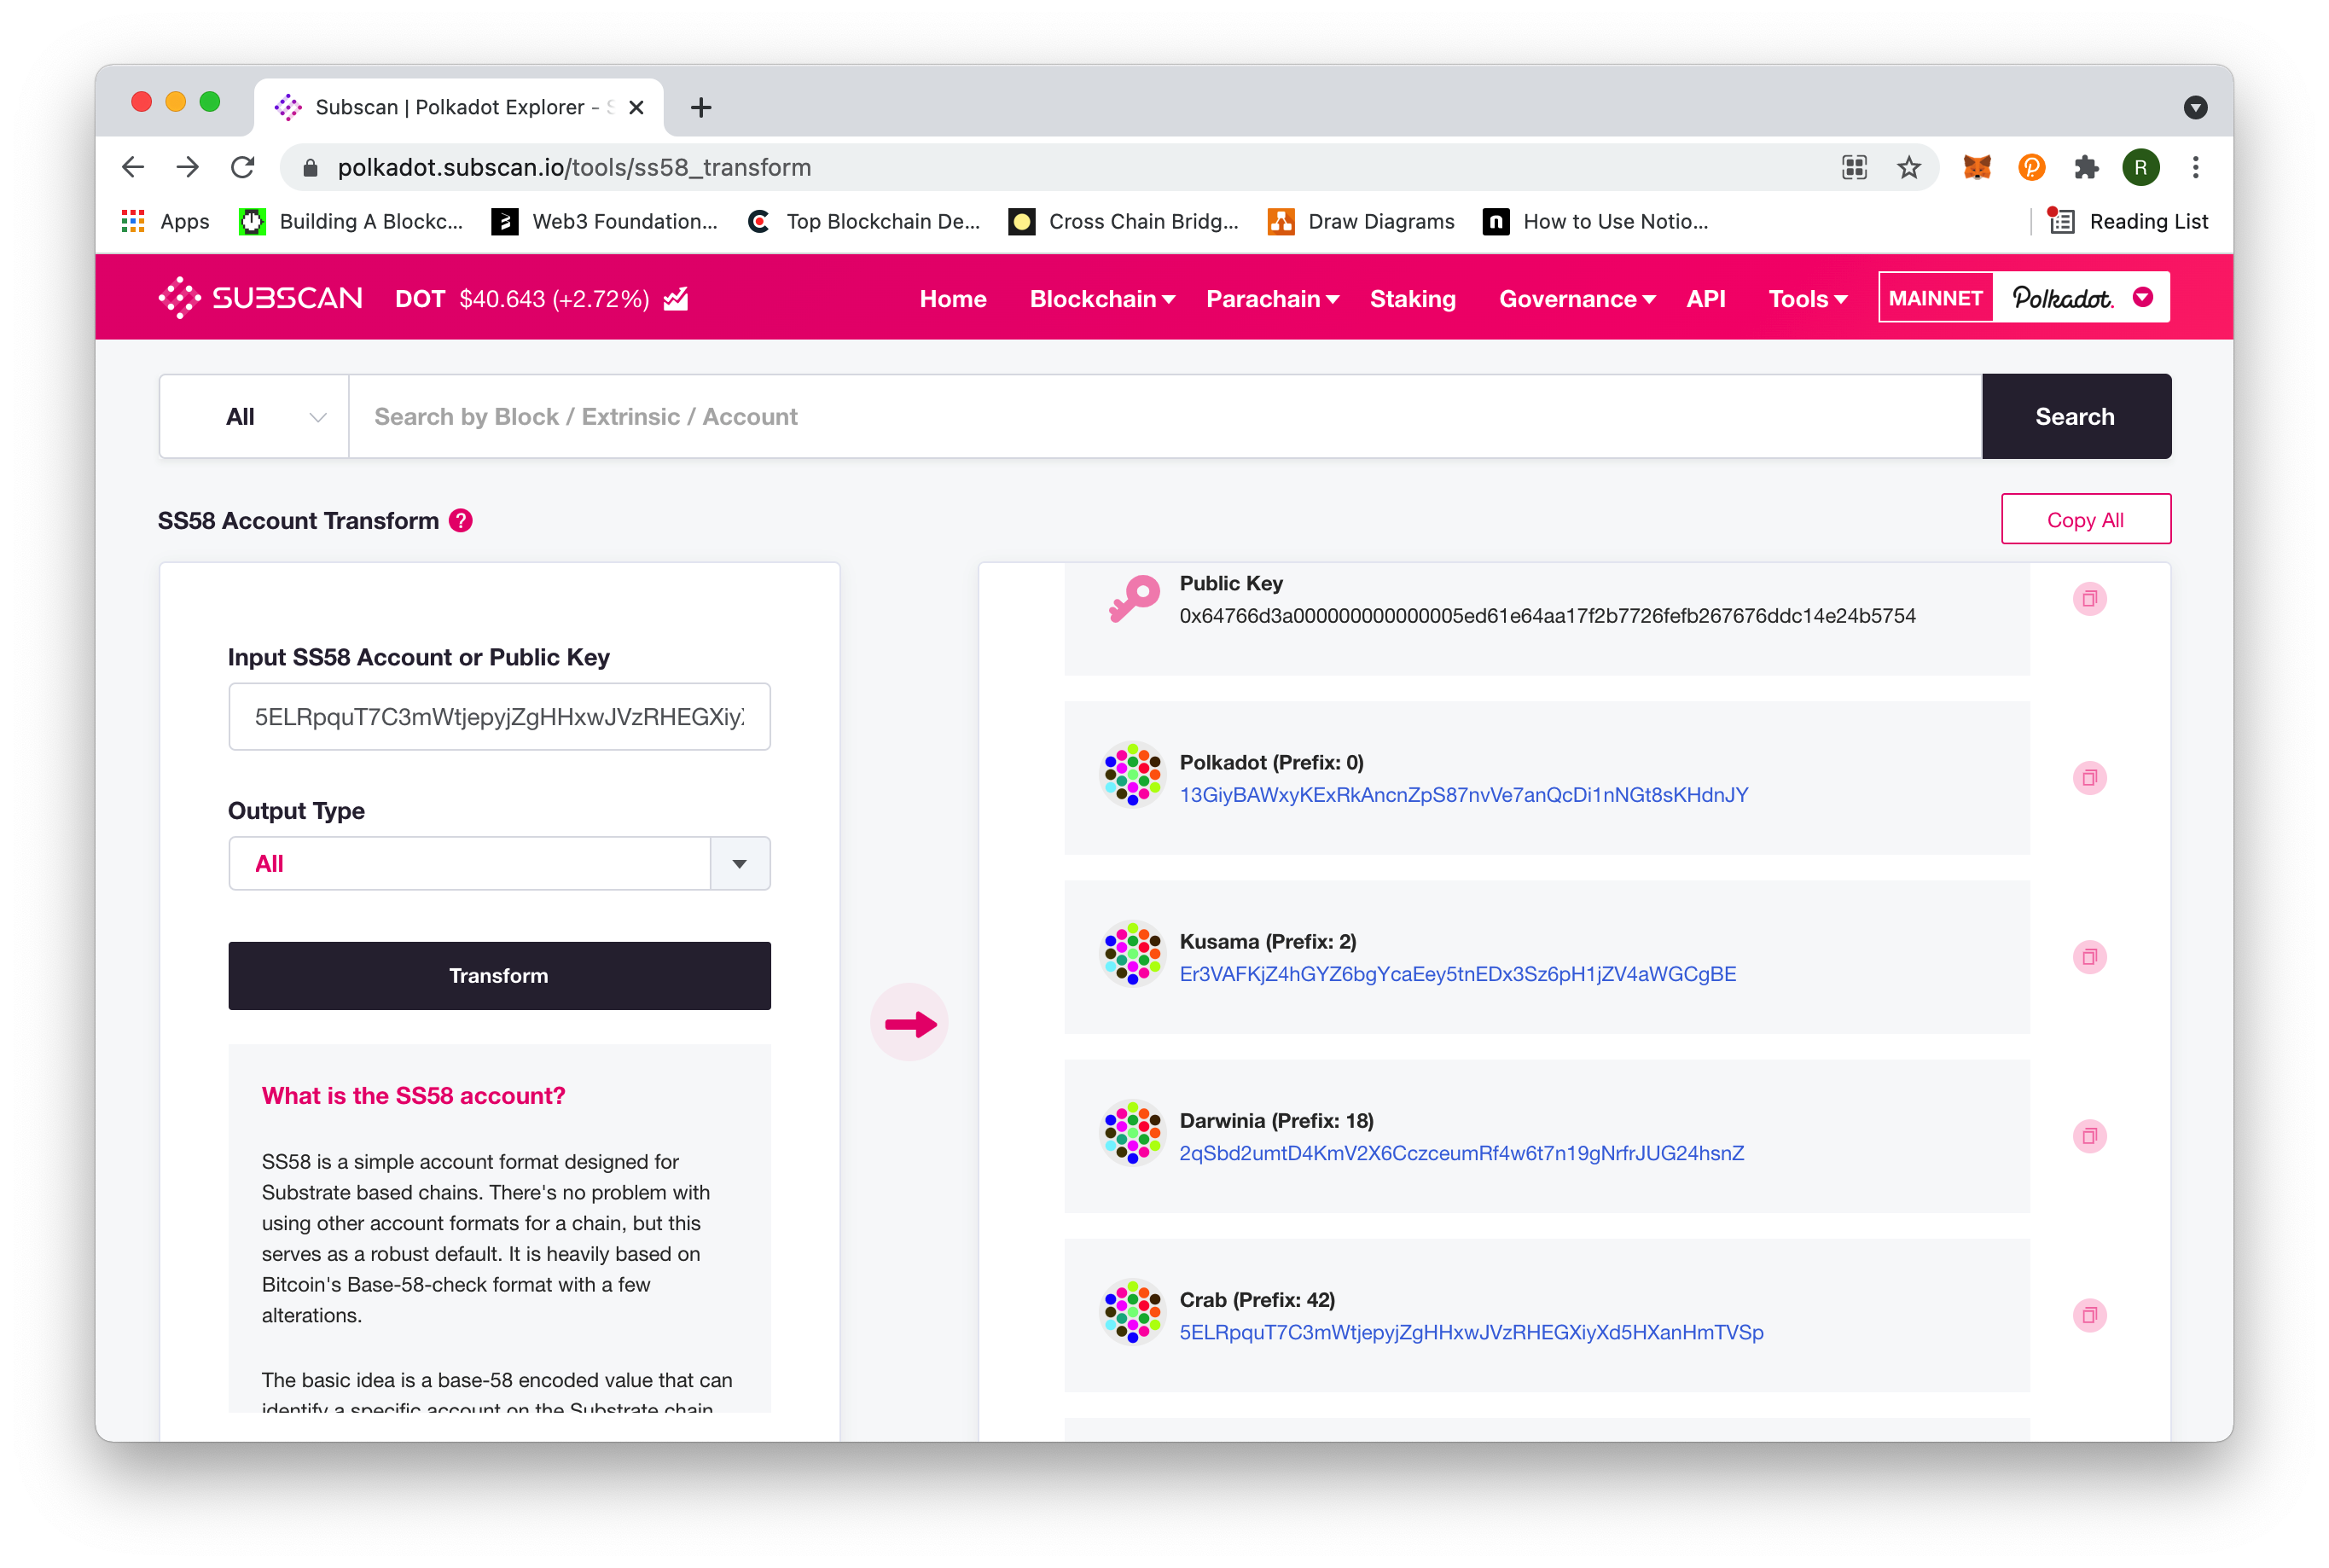 Subscan | Polkadot Explorer - S
polkadot.subscan.io/tools/ss58_transform
R
Apps
Building A Blockc...
Web3 Foundation...
Top Blockchain De...
Cross Chain Bridg...
Draw Diagrams
How to Use Notio...
Reading List
SUBSCAN
DOT $40.643 (+2.72%)
Home
Blockchain
Parachain
Staking
Governance
API
Tools
MAINNET
Polkadot.
All
Search by Block / Extrinsic / Account
Search
SS58 Account Transform ?
Copy All
Input SS58 Account or Public Key
5ELRpquT7C3mWtjepyjZgHHxwJVzRHEGXiyX
Output Type
All
Transform
What is the SS58 account?
SS58 is a simple account format designed for
Substrate based chains. There's no problem with
using other account formats for a chain, but this
serves as a robust default. It is heavily based on
Bitcoin's Base-58-check format with a few
alterations.
The basic idea is a base-58 encoded value that can
identify a specific account on the Substrate chain.
Public Key
0x64766d3a000000000000005ed61e64aa17f2b7726fefb267676ddc14e24b5754
Polkadot (Prefix: 0)
13GiyBAWxyKExRkAncnZpS87nvVe7anQcDi1nNGt8sKHdnJY
Kusama (Prefix: 2)
Er3VAFKjZ4hGYZ6bgYcaEey5tnEDx3Sz6pH1jZV4aWGCgBE
Darwinia (Prefix: 18)
2qSbd2umtD4KmV2X6CczceumRf4w6t7n19gNrfrJUG24hsnZ
Crab (Prefix: 42)
5ELRpquT7C3mWtjepyjZgHHxwJVzRHEGXiyXd5HXanHmTVSp